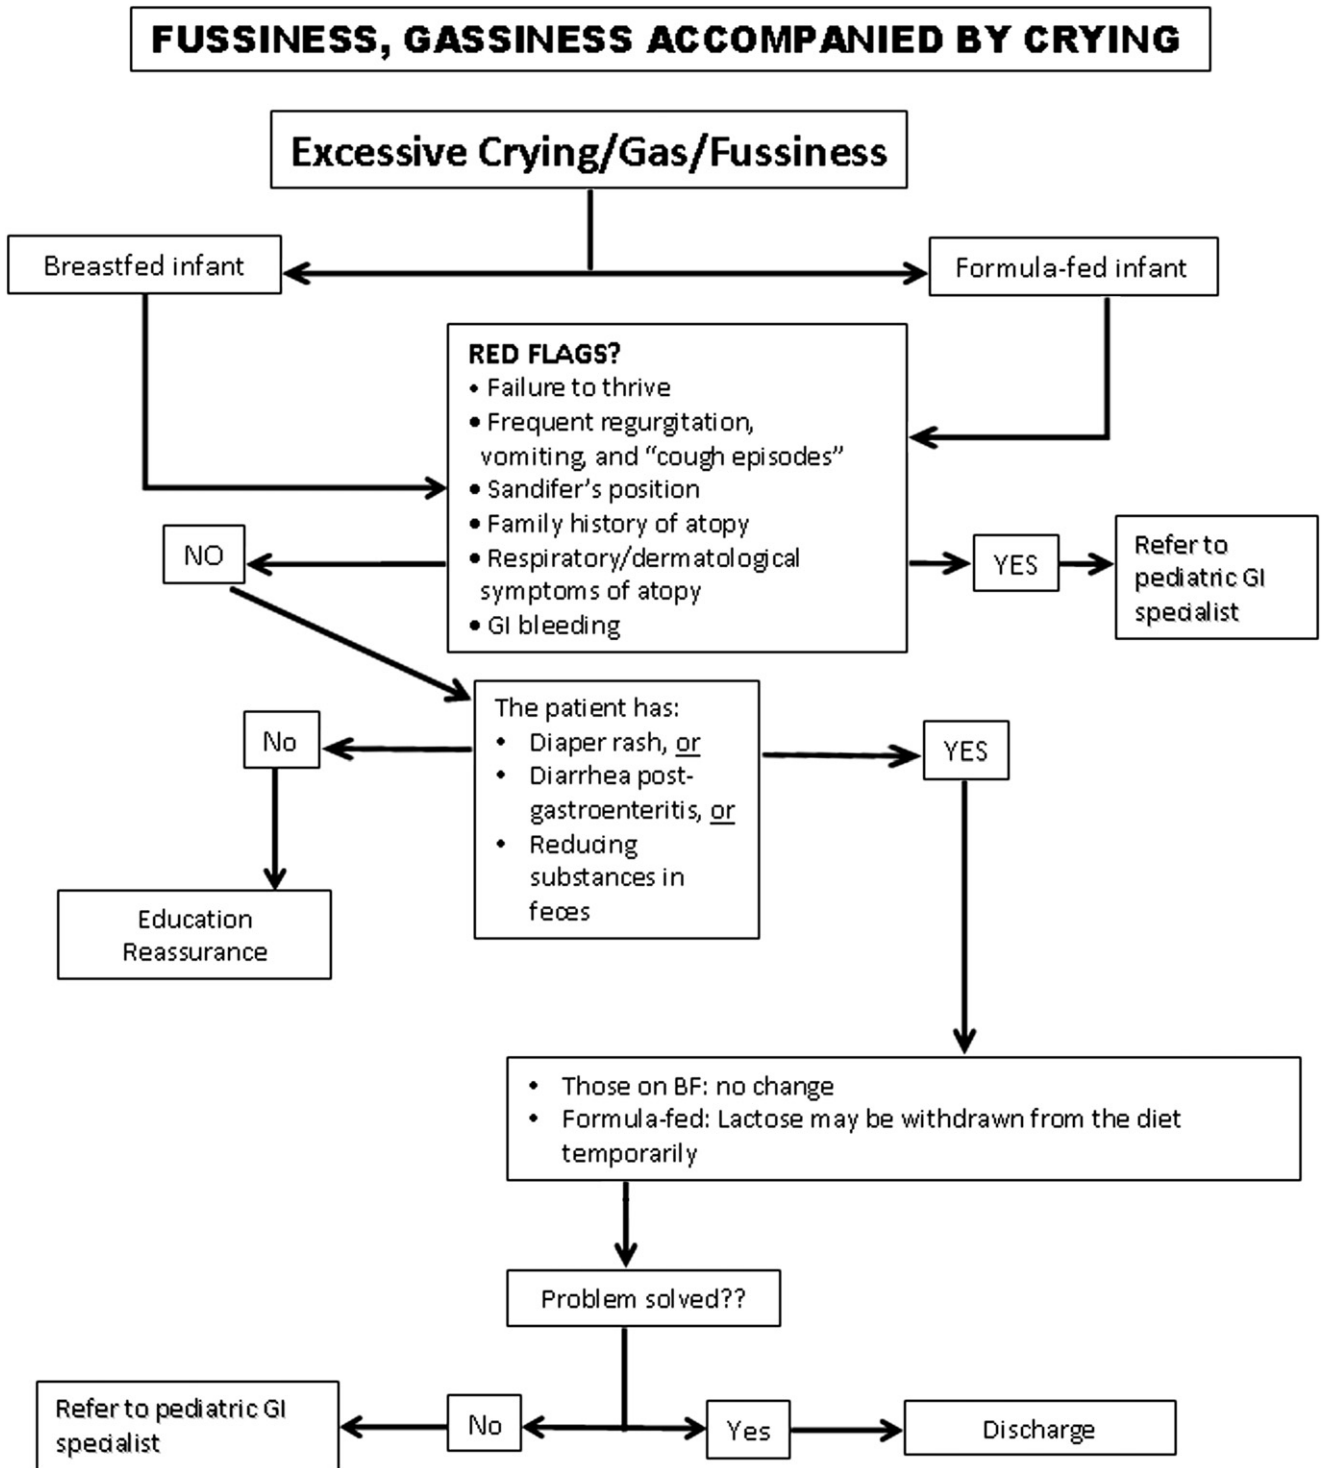 FUSSINESS, GASSINESS ACCOMPANIED BY CRYING
Excessive Crying/Gas/Fussiness
Breastfed infant
Formula-fed infant
RED FLAGS?
• Failure to thrive
• Frequent regurgitation,
vomiting, and “cough episodes”
• Sandifer’s position
• Family history of atopy
• Respiratory/dermatological
symptoms of atopy
• GI bleeding
NO
YES
Refer to
pediatric GI
specialist
The patient has:
• Diaper rash, or
• Diarrhea post-
gastroenteritis, or
• Reducing
substances in
feces
No
YES
Education
Reassurance
• Those on BF: no change
• Formula-fed: Lactose may be withdrawn from the diet
temporarily
Problem solved??
Refer to pediatric GI
specialist
No
Yes
Discharge